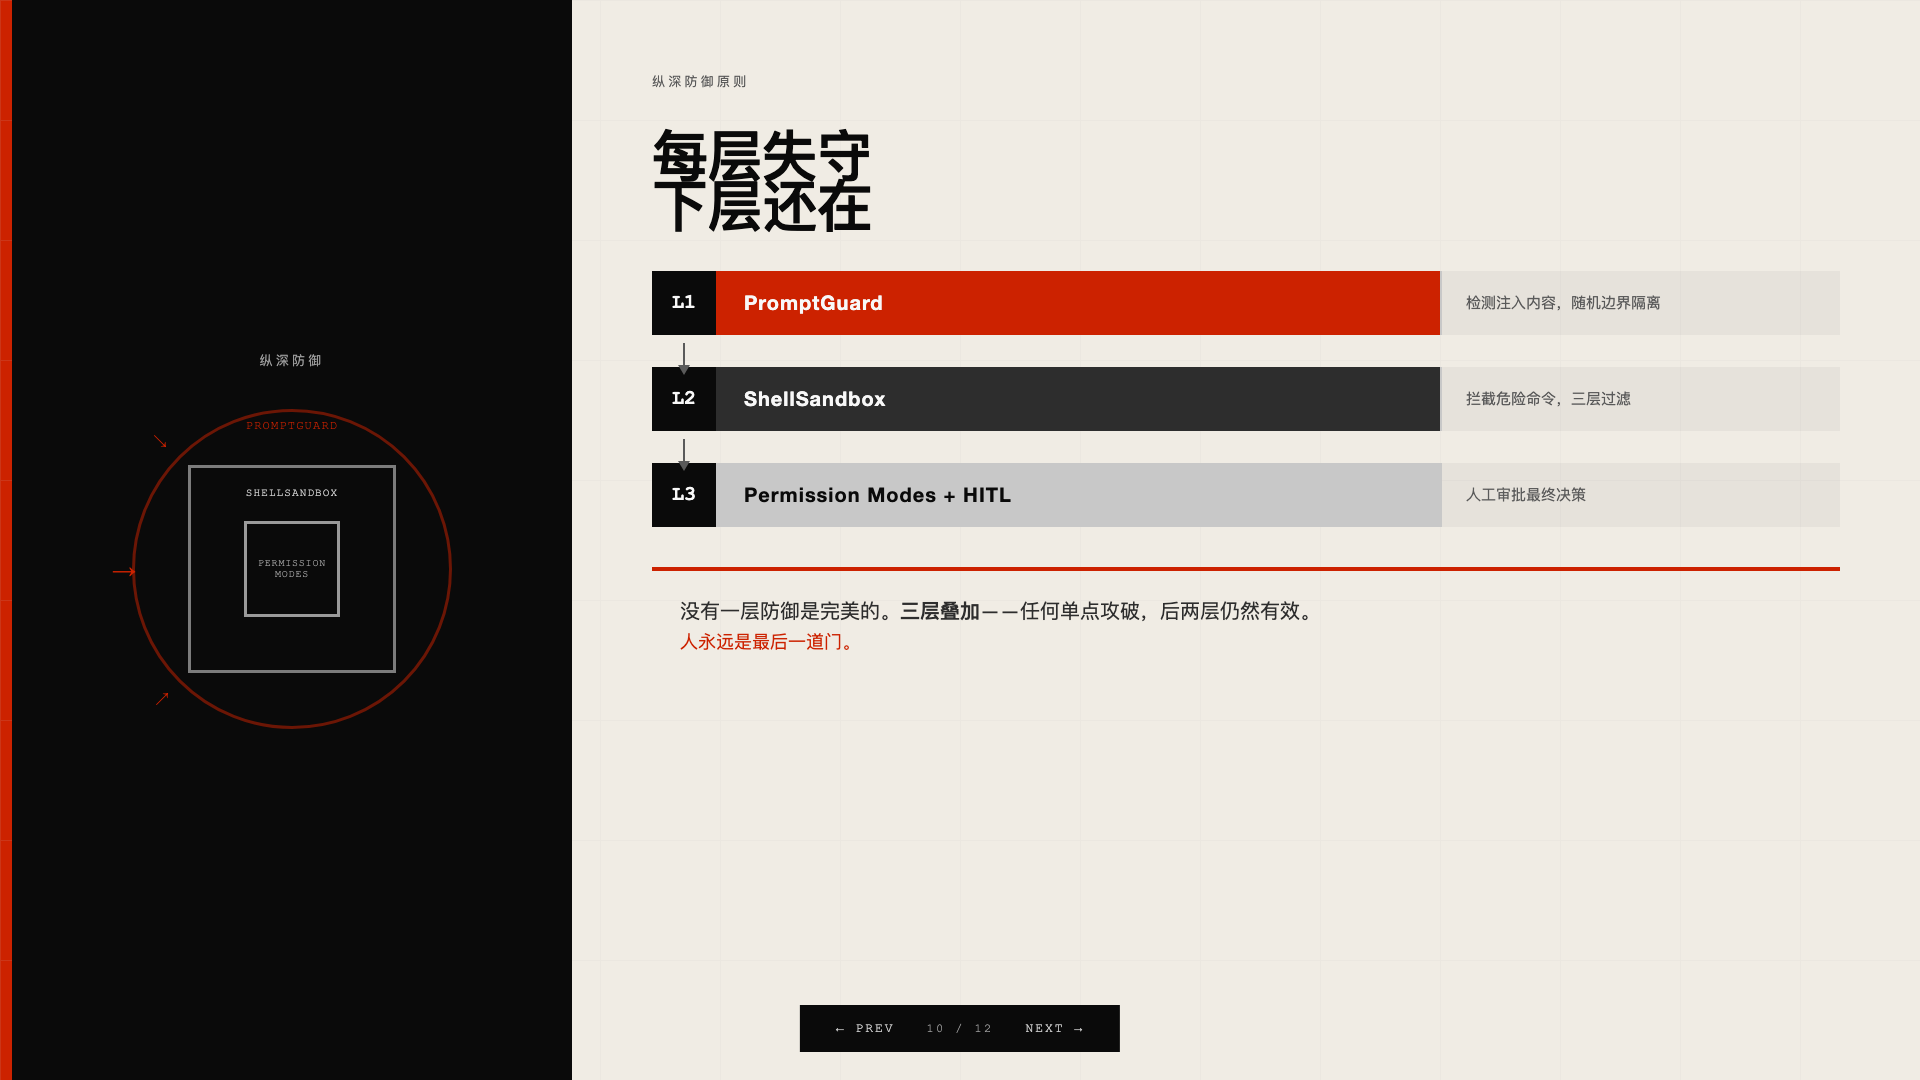 纵深防御
PROMPTGUARD
↘
SHELLSANDBOX
PERMISSION
MODES
→
↗
纵深防御原则
每层失守
下层还在
L1 PromptGuard 检测注入内容，随机边界隔离
L2 ShellSandbox 拦截危险命令，三层过滤
L3 Permission Modes + HITL 人工审批最终决策
没有一层防御是完美的。三层叠加——任何单点攻破，后两层仍然有效。
人永远是最后一道门。
← PREV 10 / 12 NEXT →